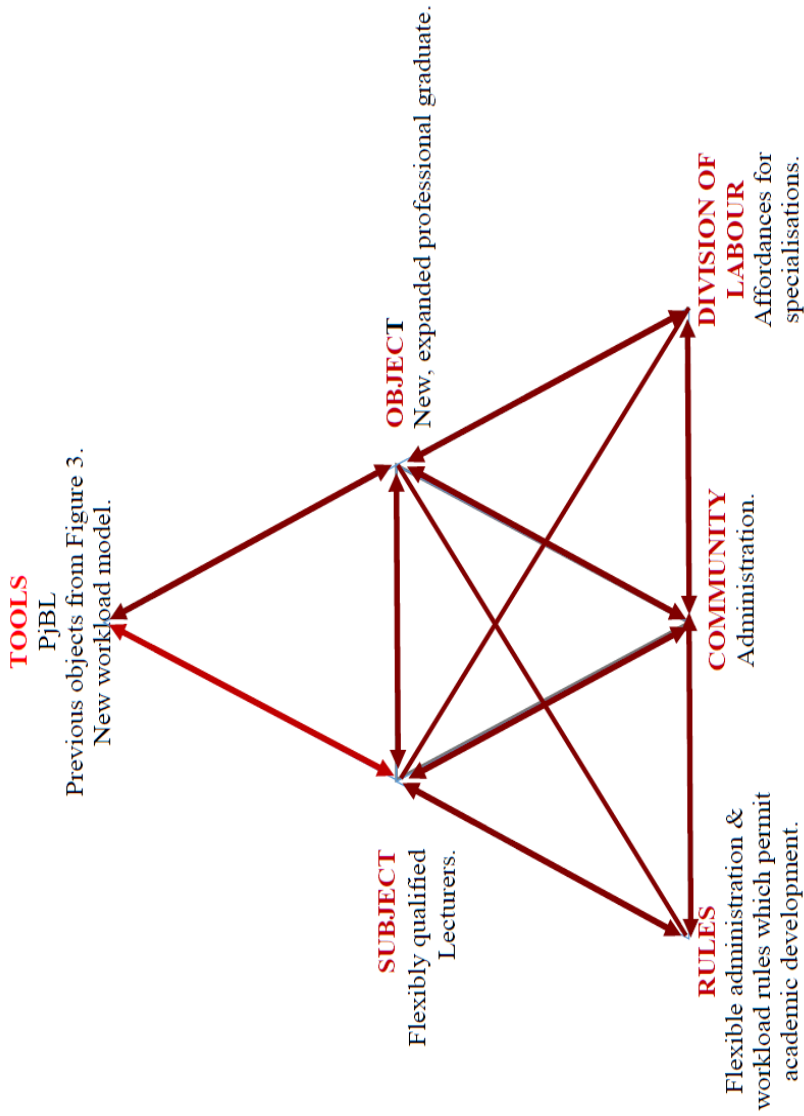 TOOLS
PjBL
Previous objects from Figure 3.
New workload model.
SUBJECT
Flexibly qualified
Lecturers.
OBJECT
New, expanded professional graduate.
RULES
Flexible administration &
workload rules which permit
academic development.
COMMUNITY
Administration.
DIVISION OF
LABOUR
Affordances for
specialisations.